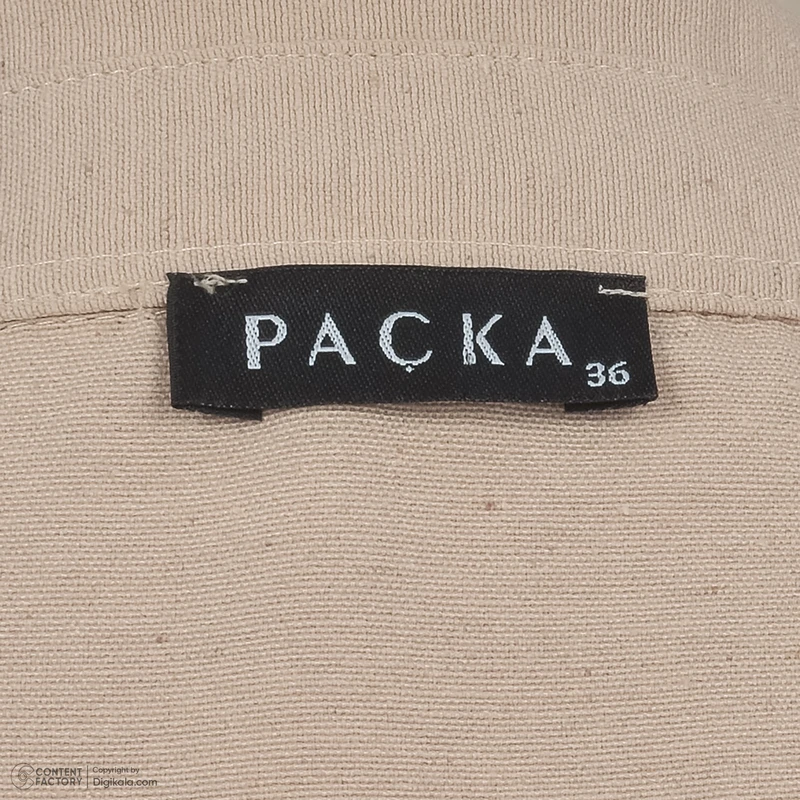 PAÇKA
36
CONTENT FACTORY
Copyright by
Digikala.com